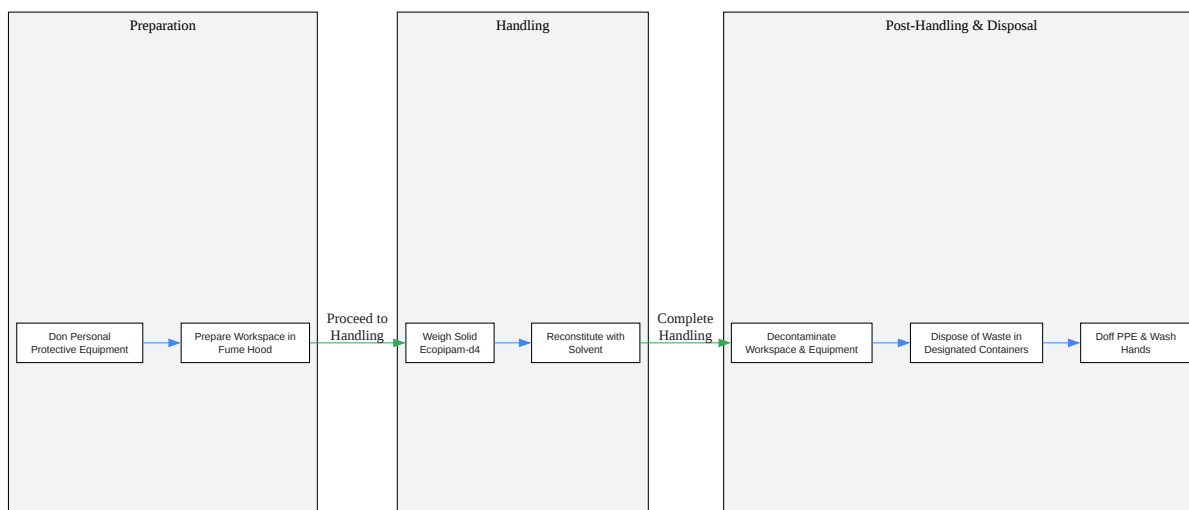 Preparation
Handling
Post-Handling & Disposal
Don Personal
Protective Equipment
Prepare Workspace in
Fume Hood
Proceed to
Handling
Weigh Solid
Ecopipam-d4
Reconstitute with
Solvent
Complete
Handling
Decontaminate
Workspace & Equipment
Dispose of Waste in
Designated Containers
Doff PPE & Wash
Hands